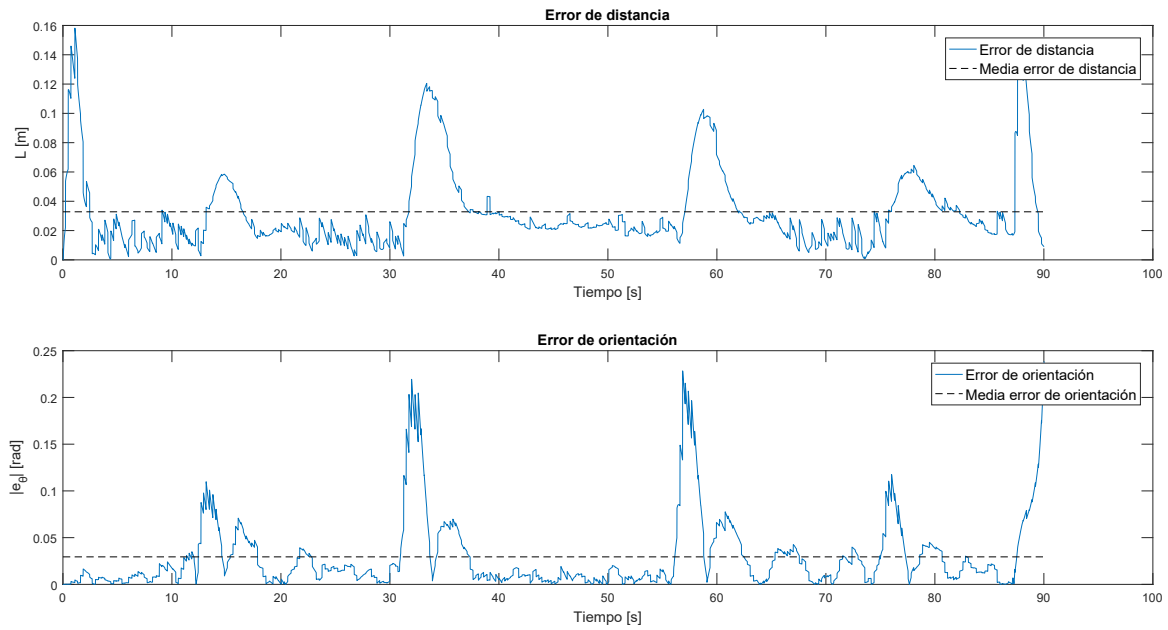 Error de distancia
0.16
0.14
0.12
0.1
0.08
0.06
0.04
0.02
0
L [m]
Error de distancia
Media error de distancia
0 10 20 30 40 50 60 70 80 90 100
Tiempo [s]
Error de orientación
0.25
0.2
0.15
0.1
0.05
0
|eθ| [rad]
Error de orientación
Media error de orientación
0 10 20 30 40 50 60 70 80 90 100
Tiempo [s]